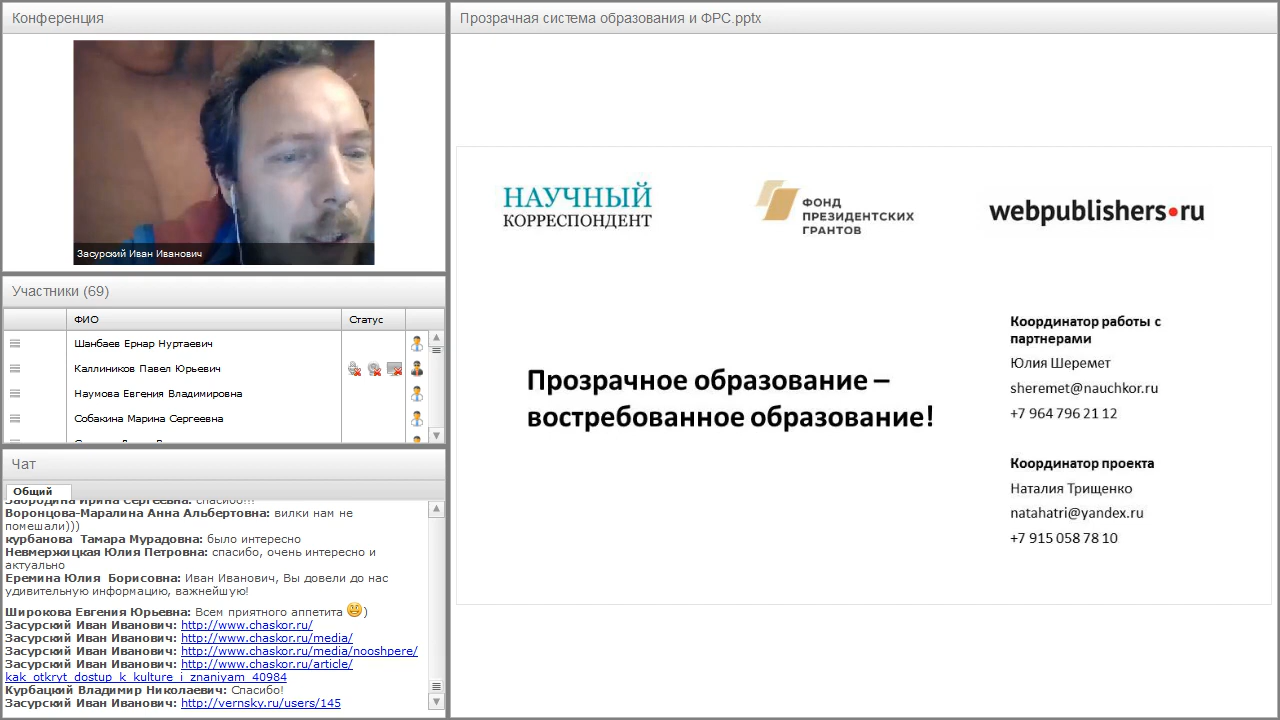 Конференция
Засурский Иван Иванович
Участники (69)
ФИО
Статус
Шанбаев Ернар Нуртаевич
Каллиников Павел Юрьевич
Наумова Евгения Владимировна
Собакина Марина Сергеевна
Чат
Общий
Забродина Ирина Сергеевна: спасибо!!!
Воронцова-Маралина Анна Альбертовна: вилки нам не
помешали)))
курбанова Тамара Мурадовна: было интересно
Невмержицкая Юлия Петровна: спасибо, очень интересно и
актуально
Еремина Юлия Борисовна: Иван Иванович, Вы довели до нас
удивительную информацию, важнейшую!
Широкова Евгения Юрьевна: Всем приятного аппетита )
Засурский Иван Иванович: http://www.chaskor.ru/
Засурский Иван Иванович: http://www.chaskor.ru/media/
Засурский Иван Иванович: http://www.chaskor.ru/media/nooshpere/
Засурский Иван Иванович: http://www.chaskor.ru/article/
kak_otkryt_dostup_k_kulture_i_znaniyam_40984
Курбацкий Владимир Николаевич: Спасибо!
Засурский Иван Иванович: http://vernsky.ru/users/145
Прозрачная система образования и ФРС.pptx
НАУЧНЫЙ
КОРРЕСПОНДЕНТ
ФОНД
ПРЕЗИДЕНТСКИХ
ГРАНТОВ
webpublishers.ru
Прозрачное образование –
востребованное образование!
Координатор работы с
партнерами
Юлия Шеремет
sheremet@nauchkor.ru
+7 964 796 21 12
Координатор проекта
Наталия Трищенко
natahatri@yandex.ru
+7 915 058 78 10